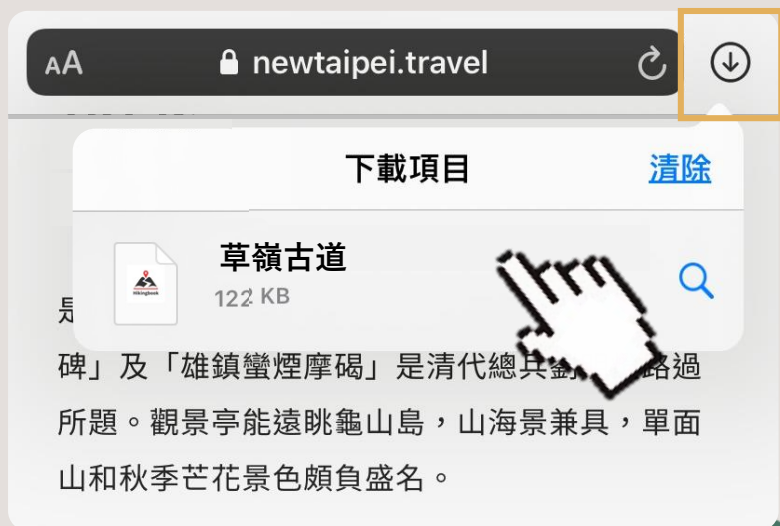 AA newtaipei.travel
下載項目 清除
草嶺古道
Hikingbook
122 KB
是
碑」及「雄鎮蠻煙摩碣」是清代總兵劉 路過
所題。觀景亭能遠眺龜山島，山海景兼具，單面
山和秋季芒花景色頗負盛名。